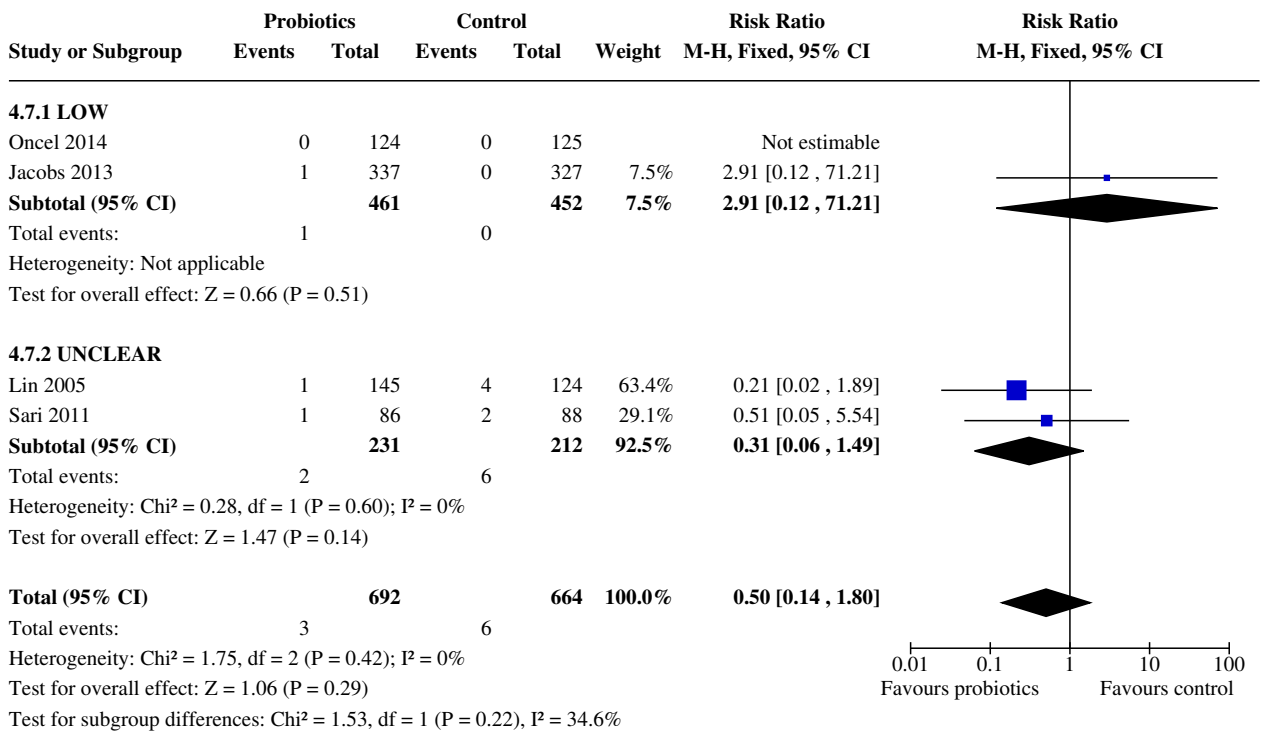 Probiotics Control Risk Ratio Risk Ratio
Study or Subgroup Events Total Events Total Weight M-H, Fixed, 95% CI M-H, Fixed, 95% CI
4.7.1 LOW
Oncel 2014 0 124 0 125 Not estimable
Jacobs 2013 1 337 0 327 7.5% 2.91 [0.12 , 71.21]
Subtotal (95% CI) 461 452 7.5% 2.91 [0.12 , 71.21]
Total events: 1 0
Heterogeneity: Not applicable
Test for overall effect: Z = 0.66 (P = 0.51)
4.7.2 UNCLEAR
Lin 2005 1 145 4 124 63.4% 0.21 [0.02 , 1.89]
Sari 2011 1 86 2 88 29.1% 0.51 [0.05 , 5.54]
Subtotal (95% CI) 231 212 92.5% 0.31 [0.06 , 1.49]
Total events: 2 6
Heterogeneity: Chi² = 0.28, df = 1 (P = 0.60); I² = 0%
Test for overall effect: Z = 1.47 (P = 0.14)
Total (95% CI) 692 664 100.0% 0.50 [0.14 , 1.80]
Total events: 3 6
Heterogeneity: Chi² = 1.75, df = 2 (P = 0.42); I² = 0%
0.01 0.1 1 10 100
Test for overall effect: Z = 1.06 (P = 0.29)
Favours probiotics Favours control
Test for subgroup differences: Chi² = 1.53, df = 1 (P = 0.22), I² = 34.6%